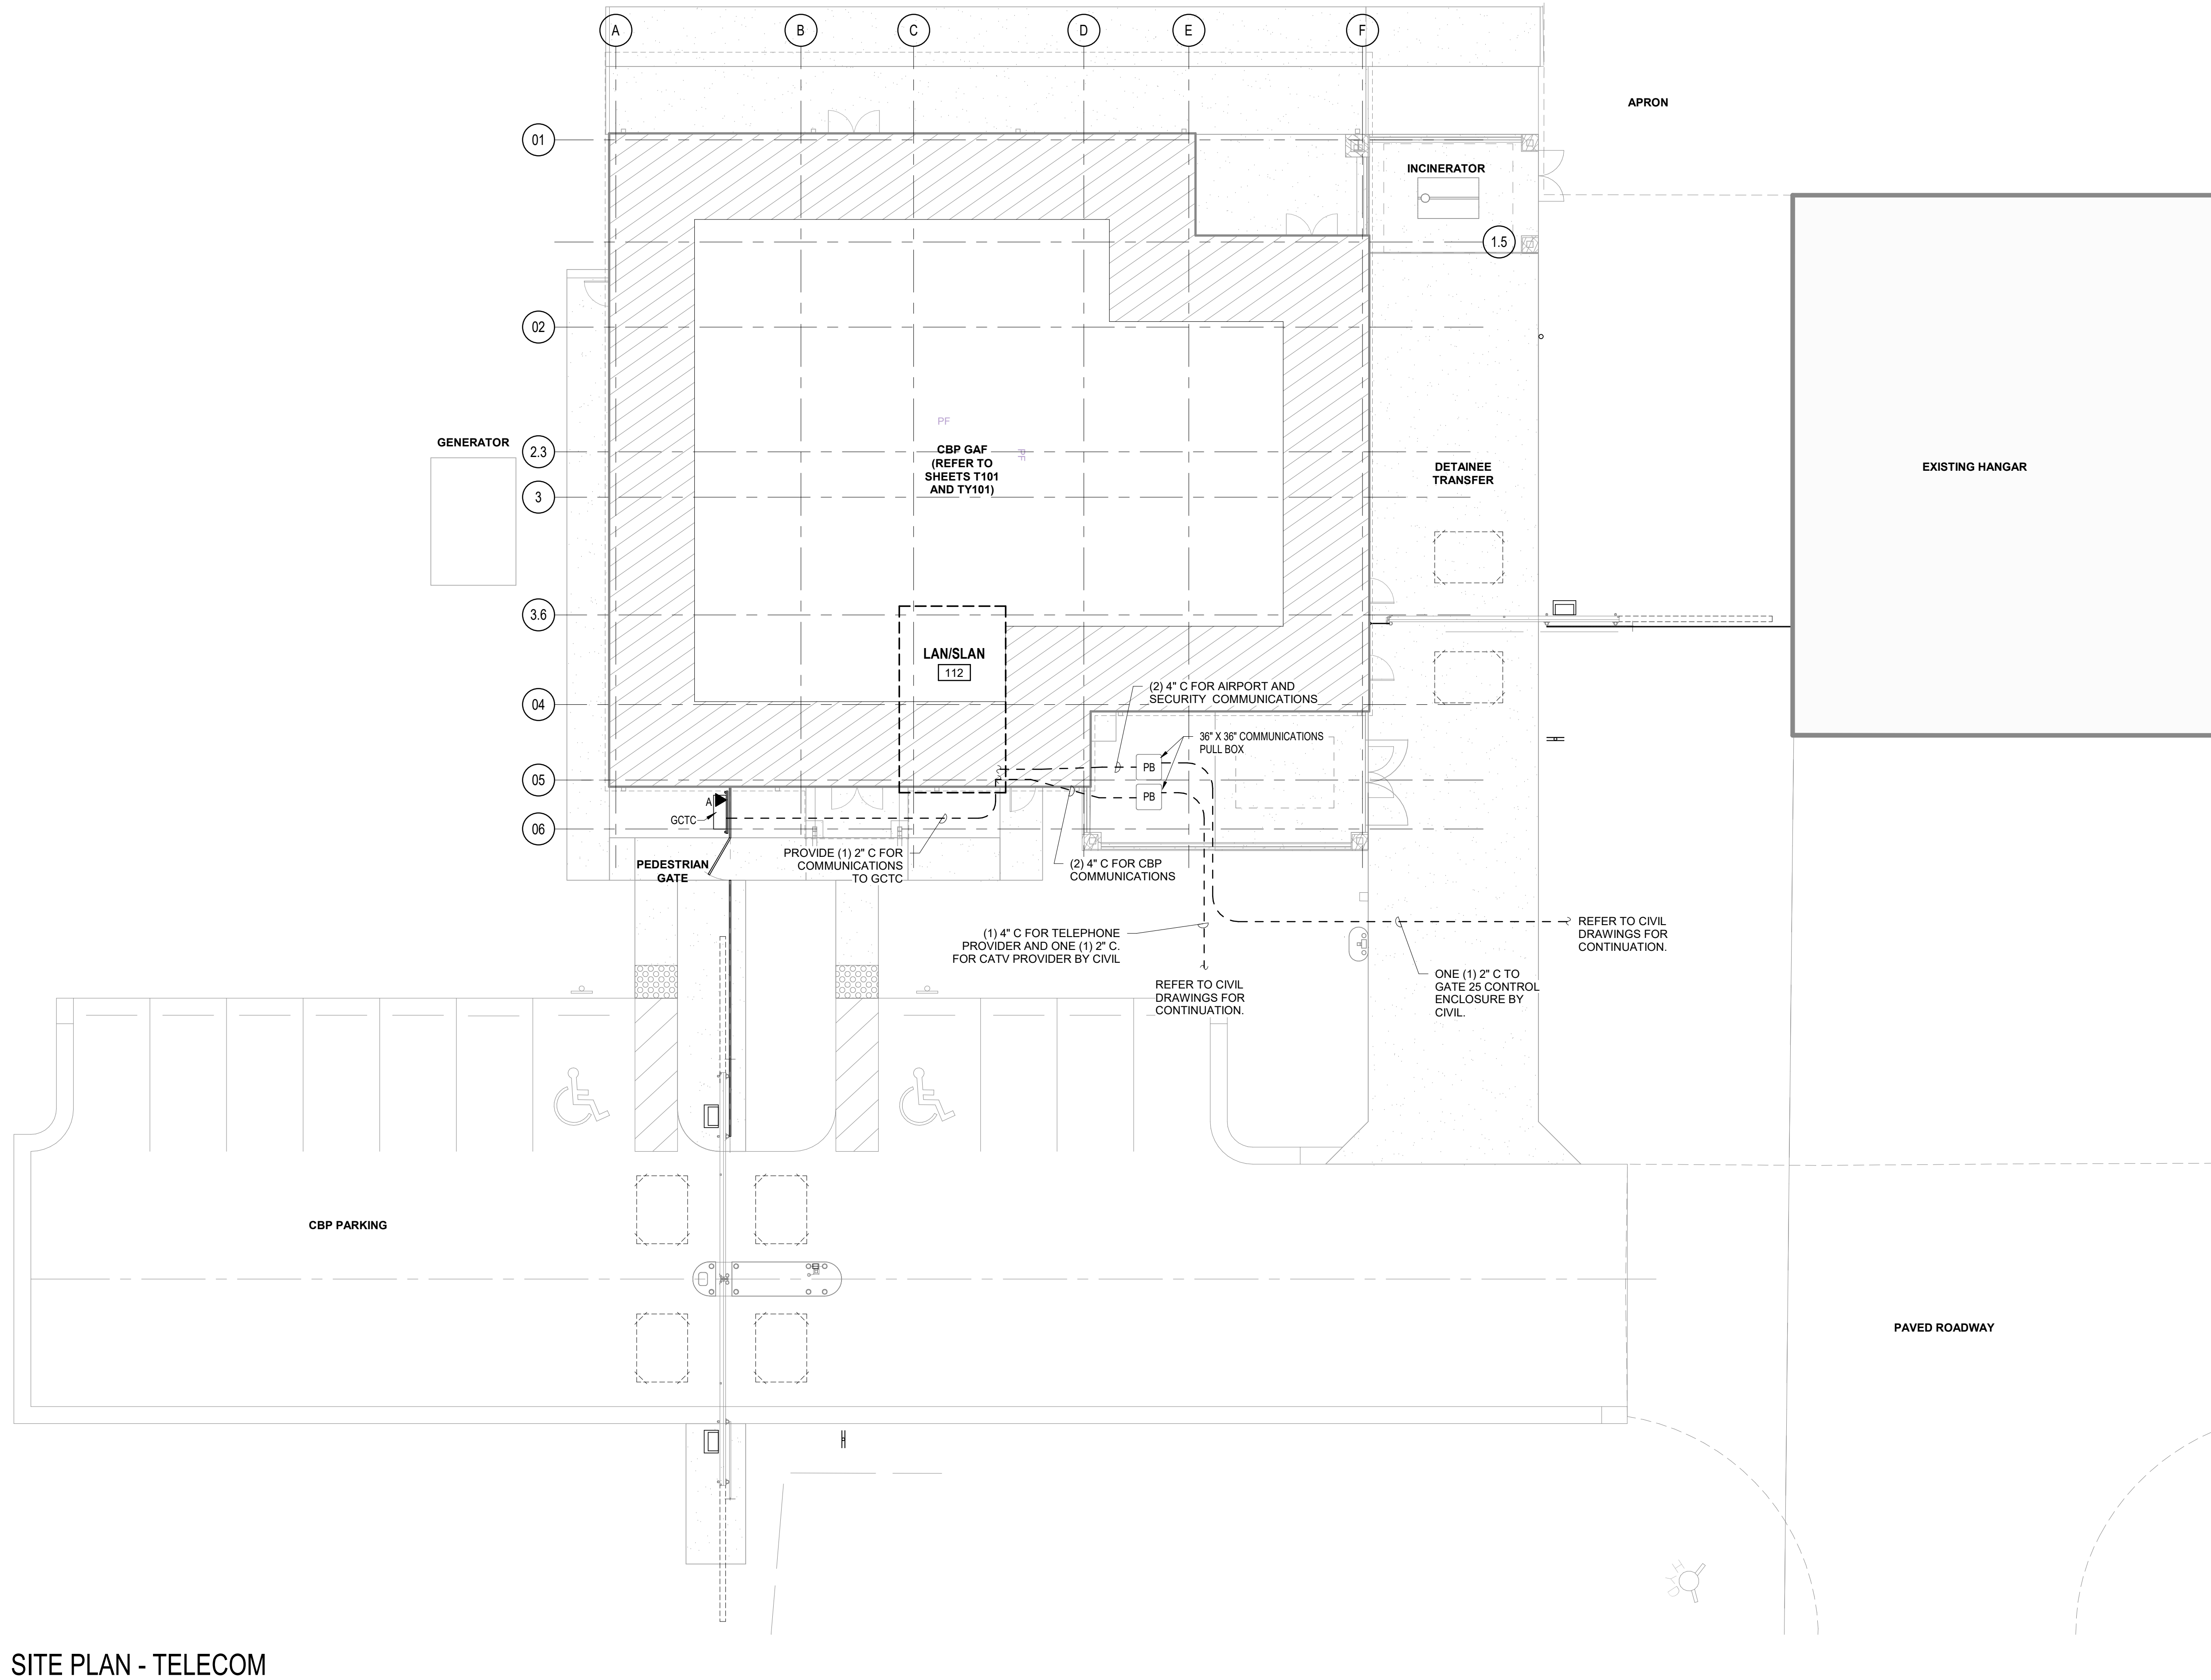 A
B
C
D
E
F
APRON
01
INCINERATOR
1.5
02
PF
GENERATOR
2.3
CBP GAF
(REFER TO
SHEETS T101
AND TY101)
PF
DETAINEE
TRANSFER
EXISTING HANGAR
3
3.6
LAN/SLAN
112
(2) 4" C FOR AIRPORT AND
SECURITY COMMUNICATIONS
04
36" X 36" COMMUNICATIONS
PULL BOX
PB
05
PB
A
GCTC
06
PROVIDE (1) 2" C FOR
COMMUNICATIONS
TO GCTC
PEDESTRIAN
GATE
(2) 4" C FOR CBP
COMMUNICATIONS
(1) 4" C FOR TELEPHONE
PROVIDER AND ONE (1) 2" C.
FOR CATV PROVIDER BY CIVIL
REFER TO CIVIL
DRAWINGS FOR
CONTINUATION.
REFER TO CIVIL
DRAWINGS FOR
CONTINUATION.
ONE (1) 2" C TO
GATE 25 CONTROL
ENCLOSURE BY
CIVIL.
CBP PARKING
PAVED ROADWAY
HYD
SITE PLAN - TELECOM